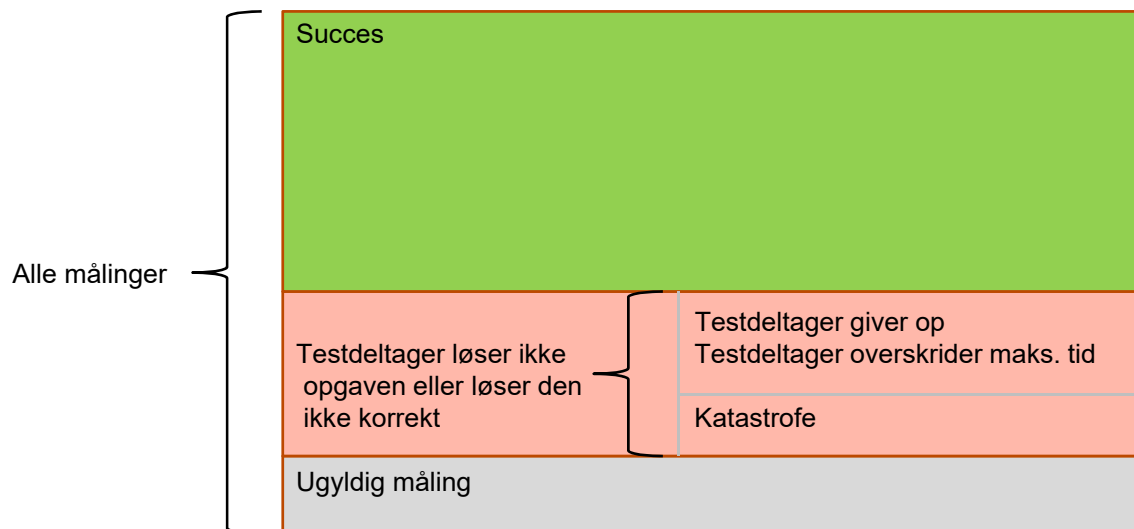 Succes
Alle målinger
Testdeltager løser ikke
opgaven eller løser den
ikke korrekt
Testdeltager giver op
Testdeltager overskrider maks. tid
Katastrofe
Ugyldig måling